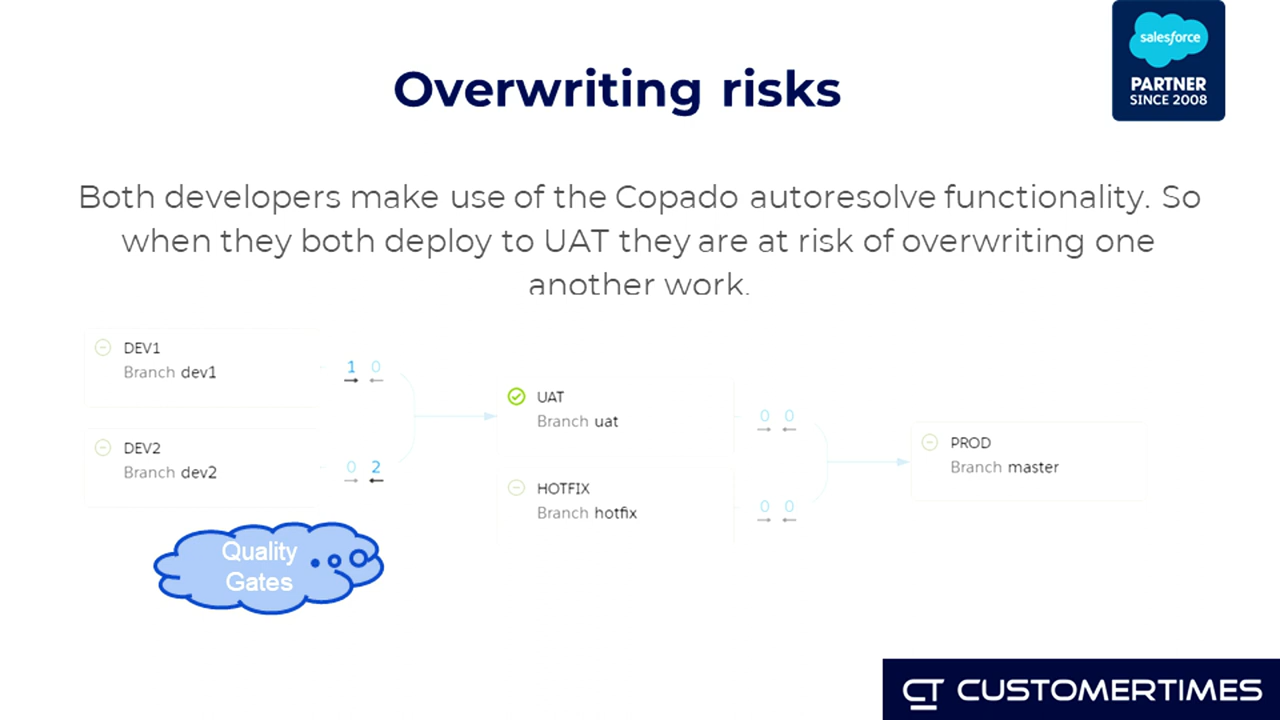 salesforce
PARTNER
SINCE 2008
Overwriting risks
Both developers make use of the Copado autoresolve functionality. So
when they both deploy to UAT they are at risk of overwriting one
another work.
DEV1
Branch dev1
1 0
DEV2
Branch dev2
0 2
UAT
Branch uat
0 0
HOTFIX
Branch hotfix
0 0
PROD
Branch master
Quality
Gates
CT CUSTOMERTIMES